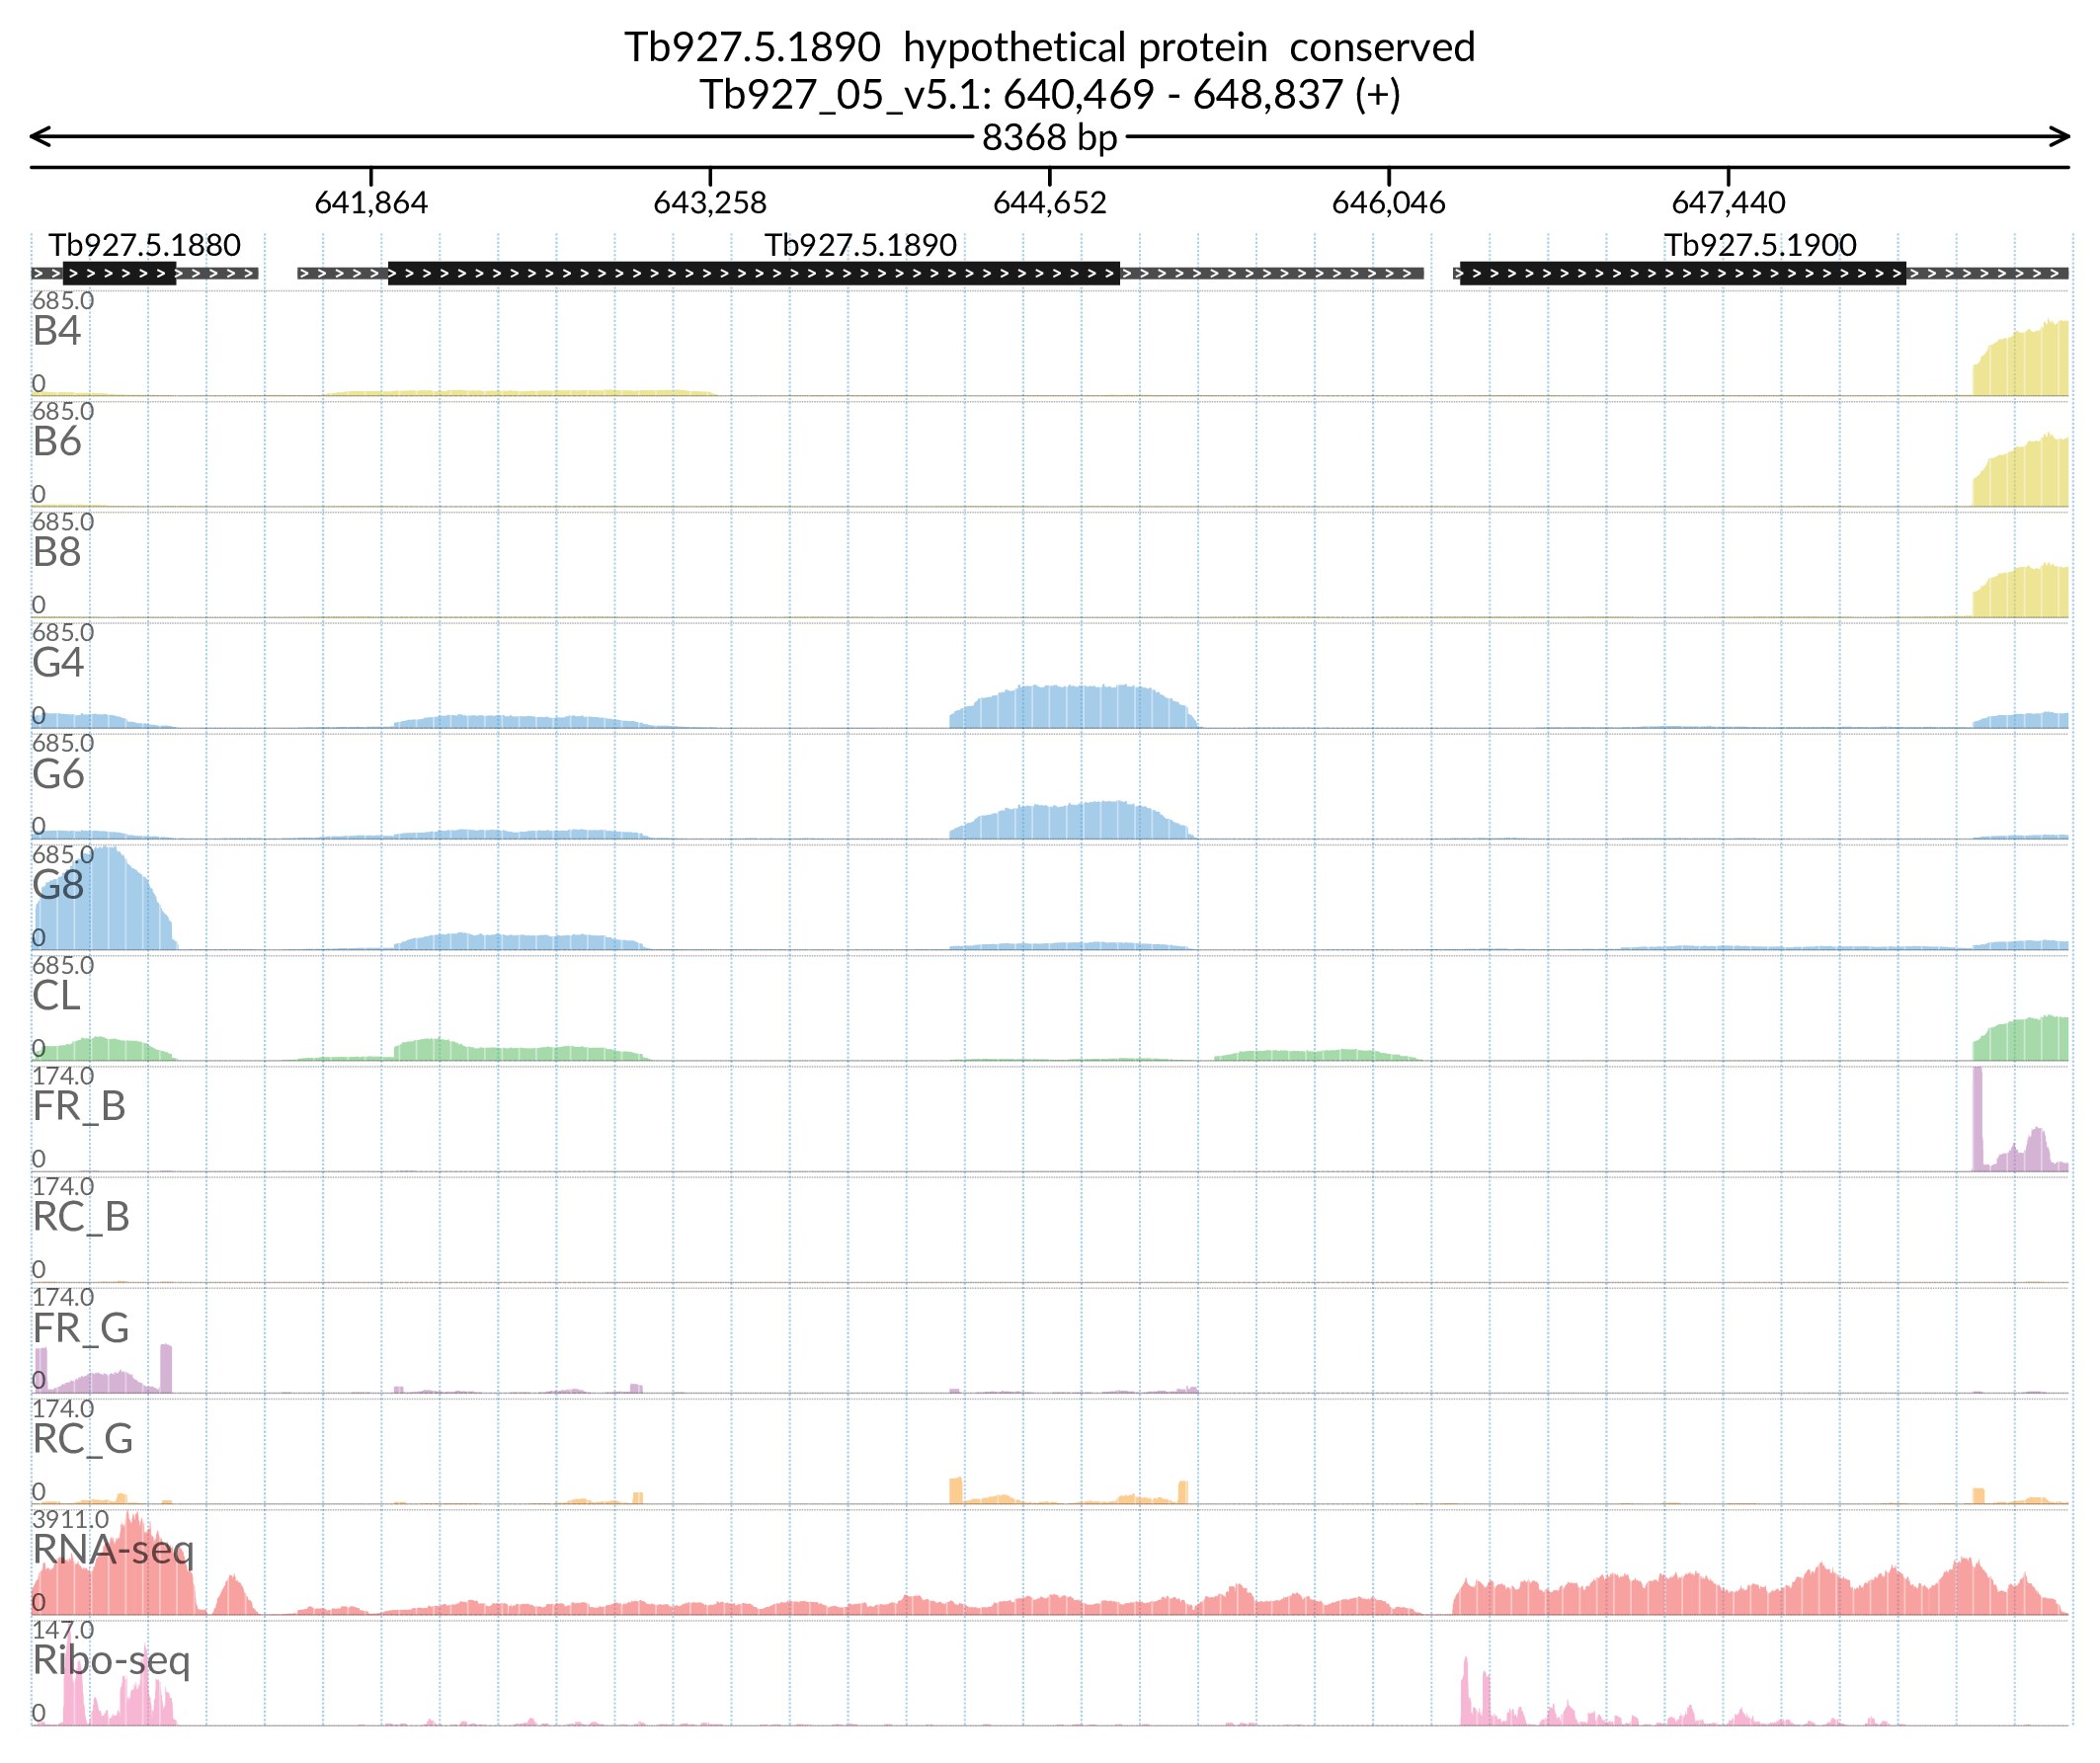 Tb927.5.1890  hypothetical protein  conserved
Tb927_05_v5.1: 640,469 - 648,837 (+)
8368 bp
641,864 643,258 644,652 646,046 647,440
Tb927.5.1880 Tb927.5.1890 Tb927.5.1900
685.0
B4
0
685.0
B6
0
685.0
B8
0
685.0
G4
0
685.0
G6
0
685.0
G8
0
685.0
CL
0
174.0
FR_B
0
174.0
RC_B
0
174.0
FR_G
0
174.0
RC_G
0
3911.0
RNA-seq
0
147.0
Ribo-seq
0